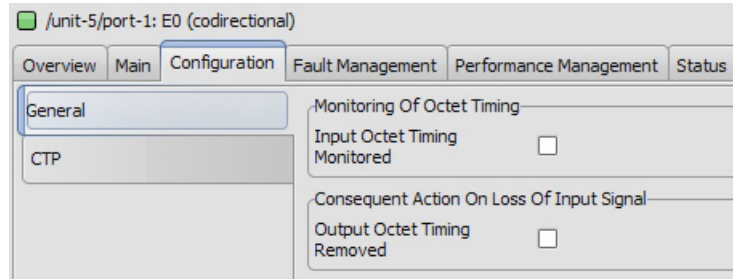 /unit-5/port-1: E0 (codirectional)
Overview Main Configuration Fault Management Performance Management Status
General
CTP
Monitoring Of Octet Timing
Input Octet Timing
Monitored
Consequent Action On Loss Of Input Signal
Output Octet Timing
Removed